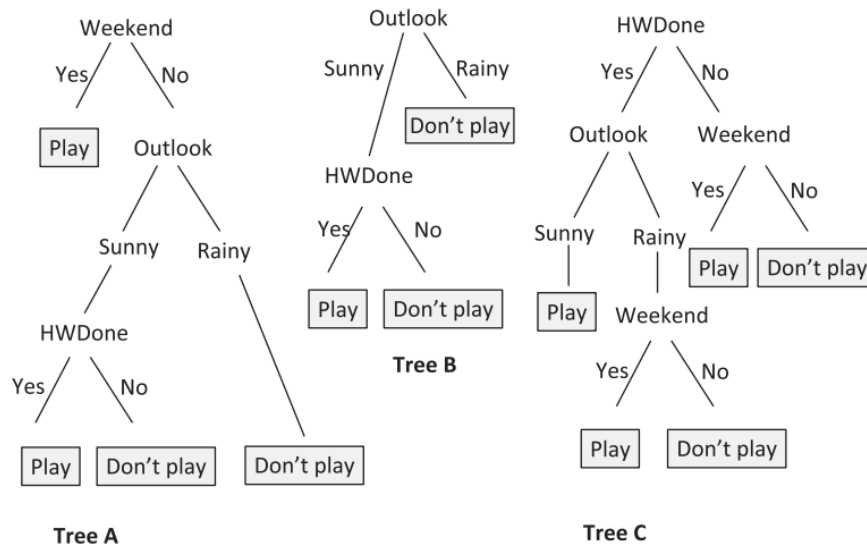 Weekend
Yes
No
Play
Outlook
Sunny
Rainy
HWDone
Yes
No
Play
Don't play
Don't play
Tree A
Outlook
Sunny
Rainy
Don't play
HWDone
Yes
No
Play
Don't play
Tree B
HWDone
Yes
No
Outlook
Weekend
Yes
No
Sunny
Rainy
Play
Don't play
Play
Weekend
Yes
No
Play
Don't play
Tree C